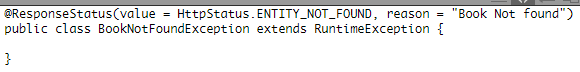 @ResponseStatus(value = HttpStatus.ENTITY_NOT_FOUND, reason = "Book Not found")
public class BookNotFoundException extends RuntimeException {
}